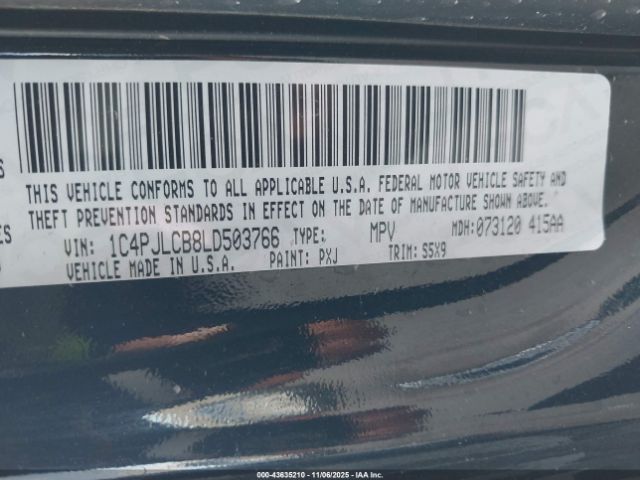 THIS VEHICLE CONFORMS TO ALL APPLICABLE U.S.A. FEDERAL MOTOR VEHICLE SAFETY AND
THEFT PREVENTION STANDARDS IN EFFECT ON THE DATE OF MANUFACTURE SHOWN ABOVE.
VIN: 1C4PJLCB8LD503766 TYPE: MPV MDH:073120 415AA
VEHICLE MADE IN U.S.A. PAINT: PXJ TRIM: S5X9
000-43635210 - 11/06/2025 - IAAI, Inc.